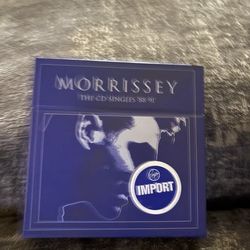 MORRISSEY
THE CD SINGLES '88-91'
Virgin
IMPORT